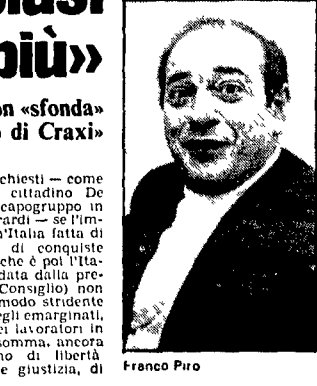 più»
on «sfonda»
o di Craxi»
chiesti — come
cittadino De
capogruppo in
ardi — se l'im-
n'Italia fatta di
di conquiste
che è poi l'Ita-
data dalla pre-
Consiglio) non
modo stridente
egli emarginati,
ei lavoratori in
somma, ancora
no di libertà
e giustizia, di
Franco Piro